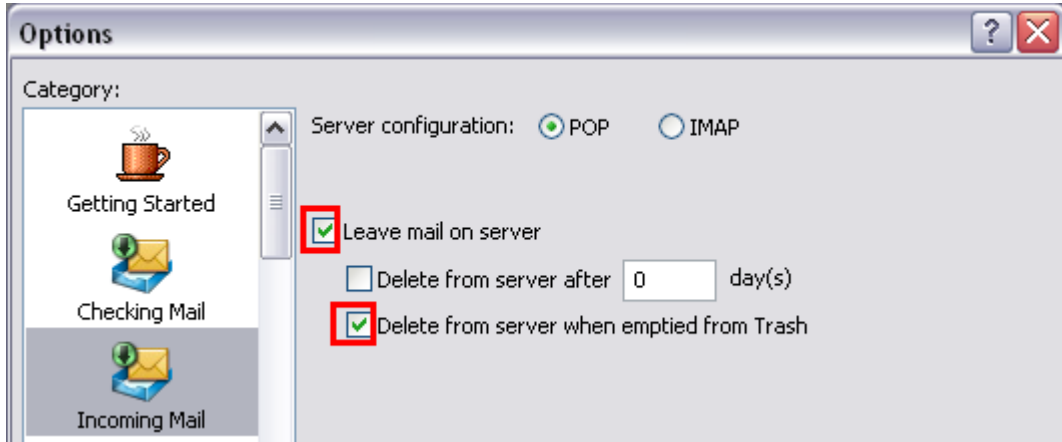 Options
Category:
Getting Started
Checking Mail
Incoming Mail
Server configuration: POP IMAP
Leave mail on server
Delete from server after 0 day(s)
Delete from server when emptied from Trash